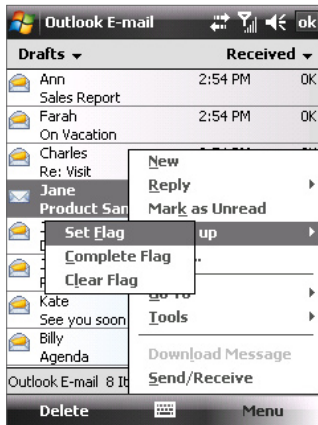 Outlook E-mail ok
Drafts Received
Ann 2:54 PM 0K
Sales Report
Farah 2:54 PM 0K
On Vacation
Charles
Re: Visit
New
Jane
Reply
Product San
Mark as Unread
Set Flag up
Complete Flag ..
Clear Flag
Kate
See you soon
Tools
Billy
Agenda
Download Message
Outlook E-mail 8 It
Send/Receive
Delete Menu